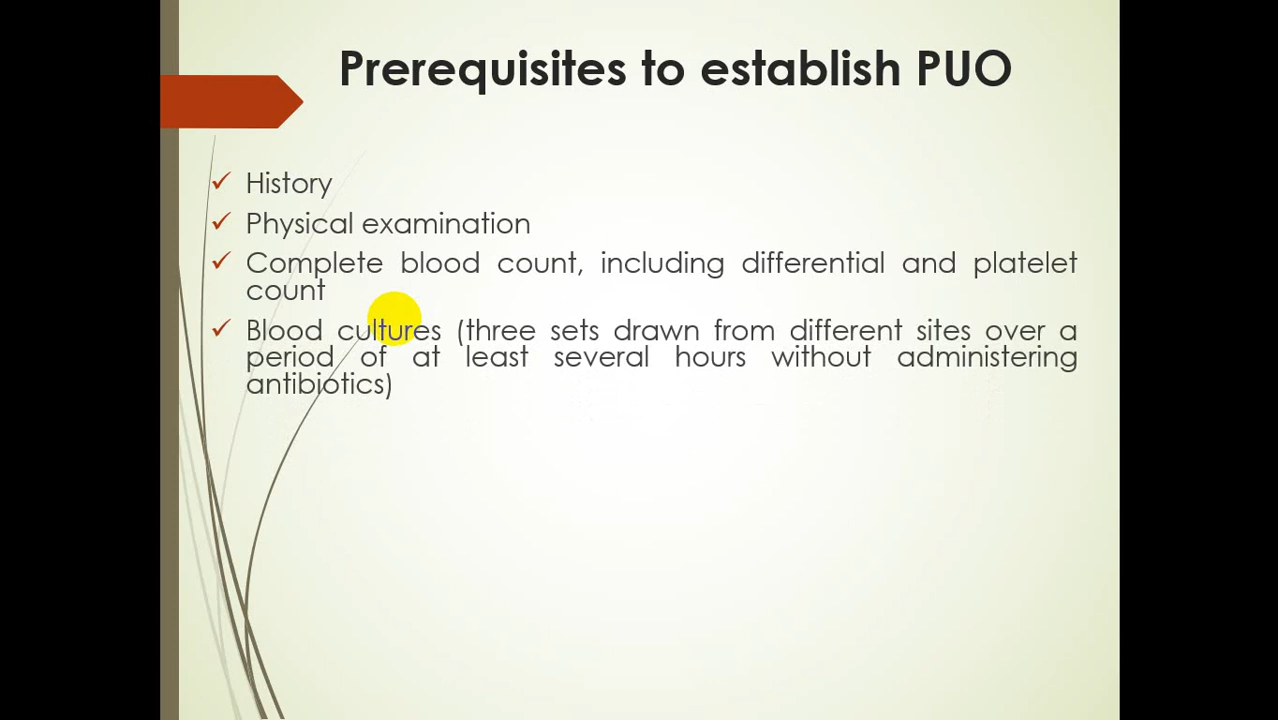 Prerequisites to establish PUO
✓ History
✓ Physical examination
✓ Complete blood count, including differential and platelet
count
✓ Blood cultures (three sets drawn from different sites over a
period of at least several hours without administering
antibiotics)